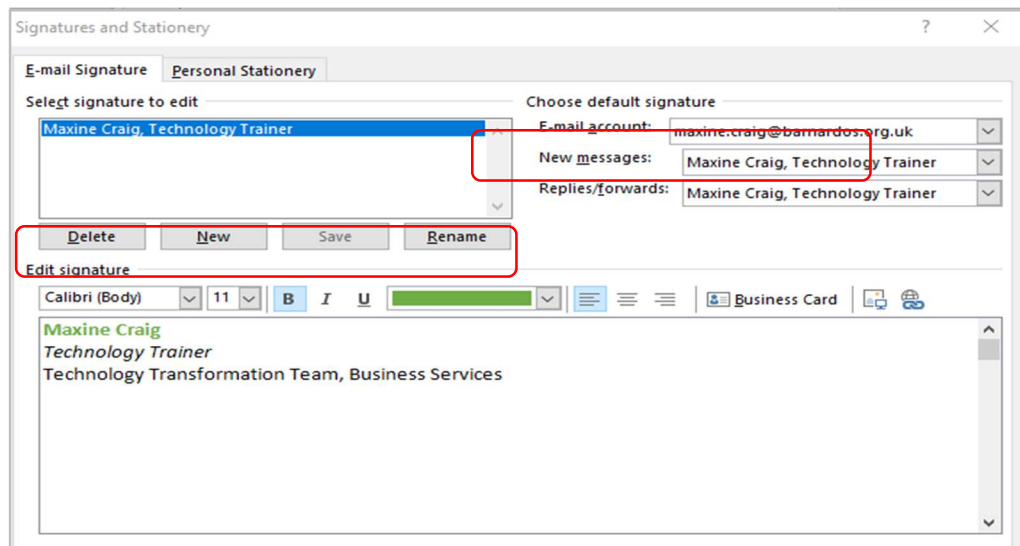 Signatures and Stationery ? ×
E-mail Signature Personal Stationery
Select signature to edit
Maxine Craig, Technology Trainer
Delete New Save Rename
Choose default signature
E-mail account: maxine.craig@barnardos.org.uk
New messages: Maxine Craig, Technology Trainer
Replies/forwards: Maxine Craig, Technology Trainer
Edit signature
Calibri (Body) 11 B I U Business Card
Maxine Craig
Technology Trainer
Technology Transformation Team, Business Services